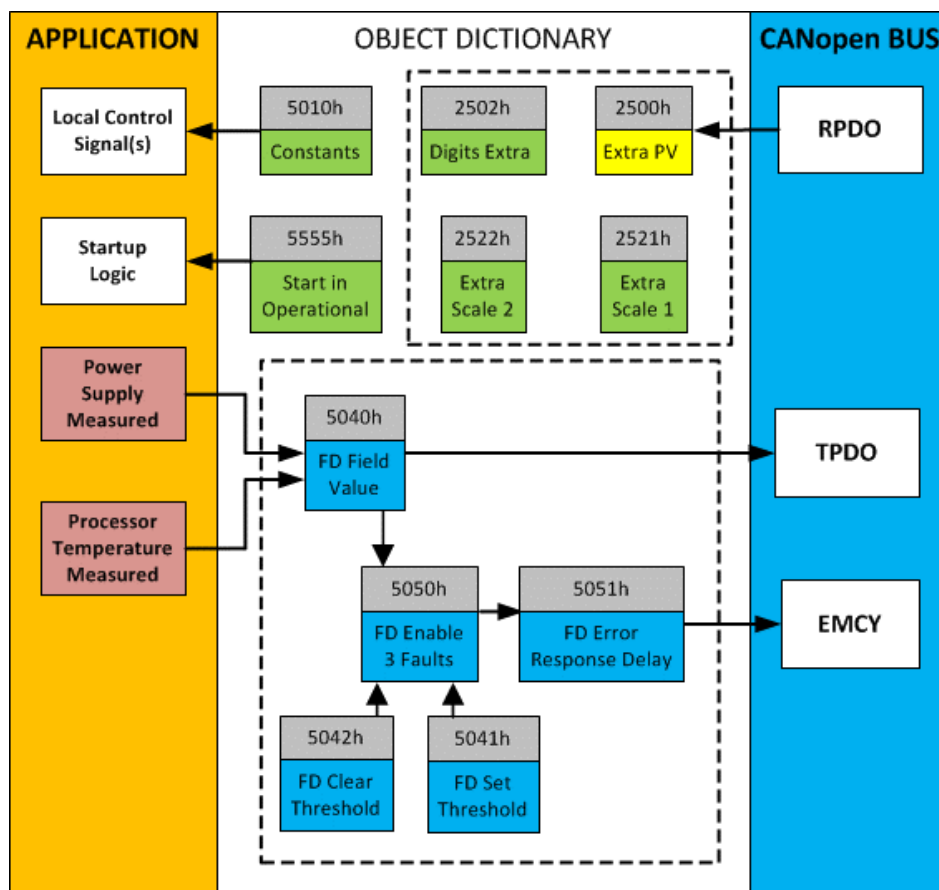 APPLICATION
OBJECT DICTIONARY
CANopen BUS
Local Control
Signal(s)
5010h
Constants
2502h
Digits Extra
2500h
Extra PV
RPDO
Startup
Logic
5555h
Start in
Operational
2522h
Extra
Scale 2
2521h
Extra
Scale 1
Power
Supply
Measured
5040h
FD Field
Value
TPDO
Processor
Temperature
Measured
5050h
FD Enable
3 Faults
5051h
FD Error
Response Delay
EMCY
5042h
FD Clear
Threshold
5041h
FD Set
Threshold